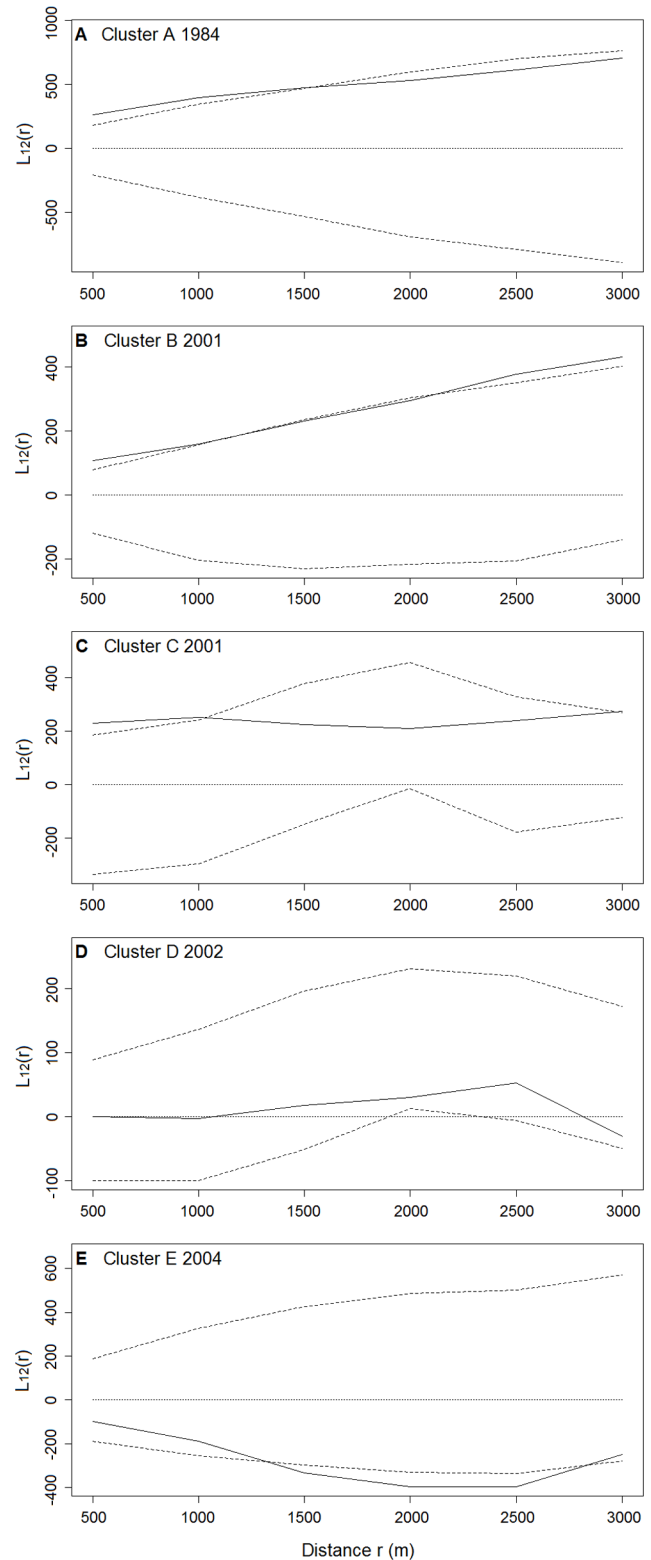 A Cluster A 1984
1000
500
0
-500
L12(r)
500 1000 1500 2000 2500 3000
B Cluster B 2001
400
200
0
-200
L12(r)
500 1000 1500 2000 2500 3000
C Cluster C 2001
400
200
0
-200
L12(r)
500 1000 1500 2000 2500 3000
D Cluster D 2002
200
100
0
-100
L12(r)
500 1000 1500 2000 2500 3000
E Cluster E 2004
600
400
200
0
-200
-400
L12(r)
500 1000 1500 2000 2500 3000
Distance r (m)